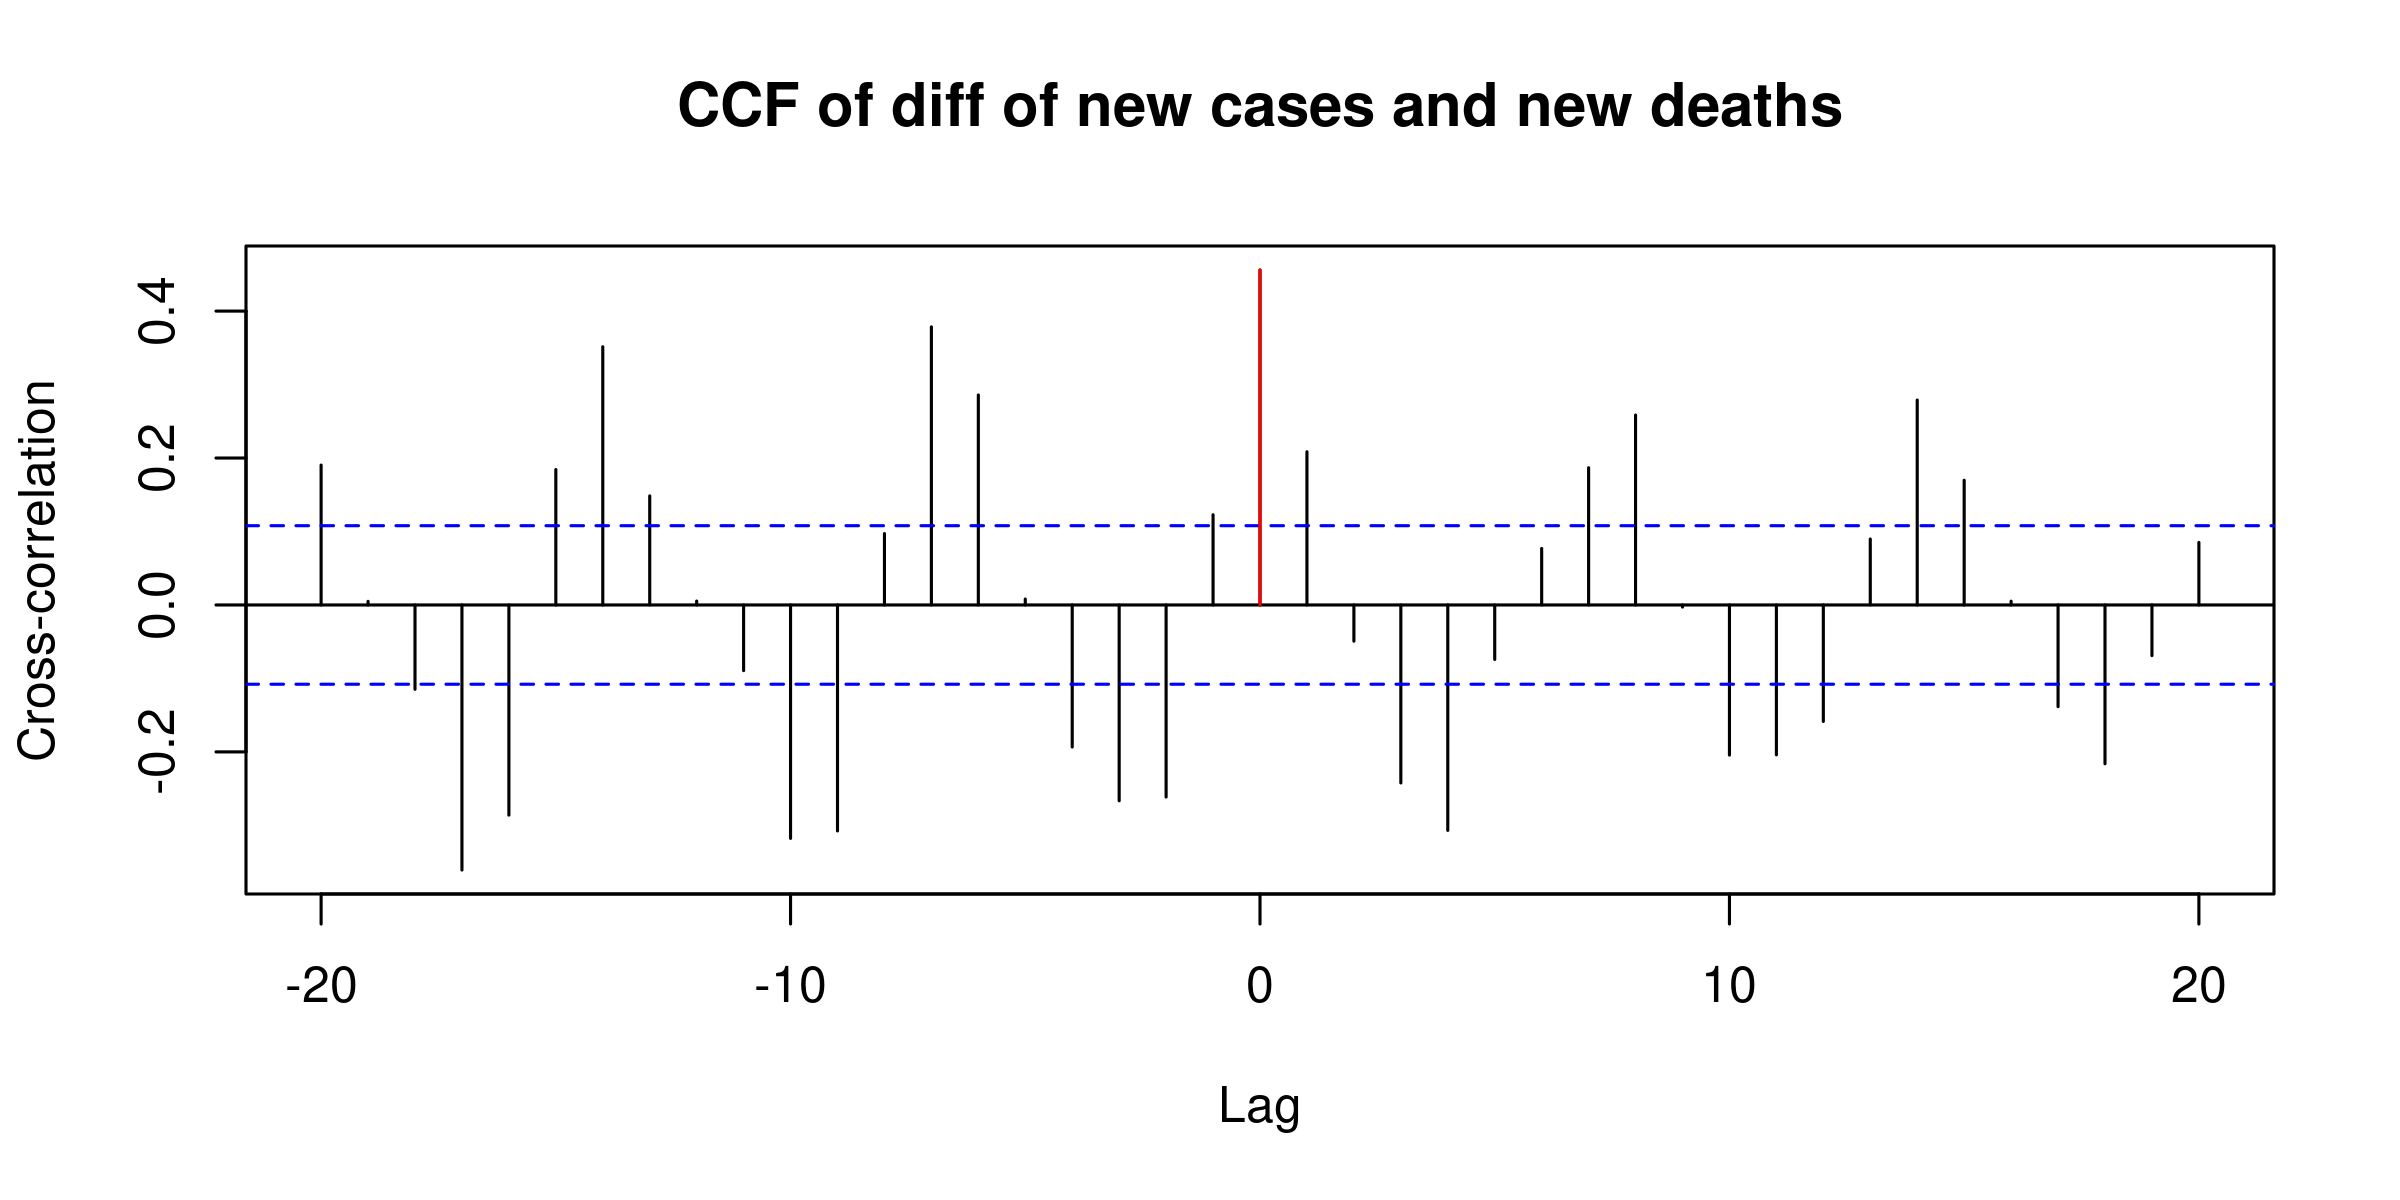 CCF of diff of new cases and new deaths
Cross-correlation
0.4
0.2
0.0
-0.2
-20 -10 0 10 20
Lag